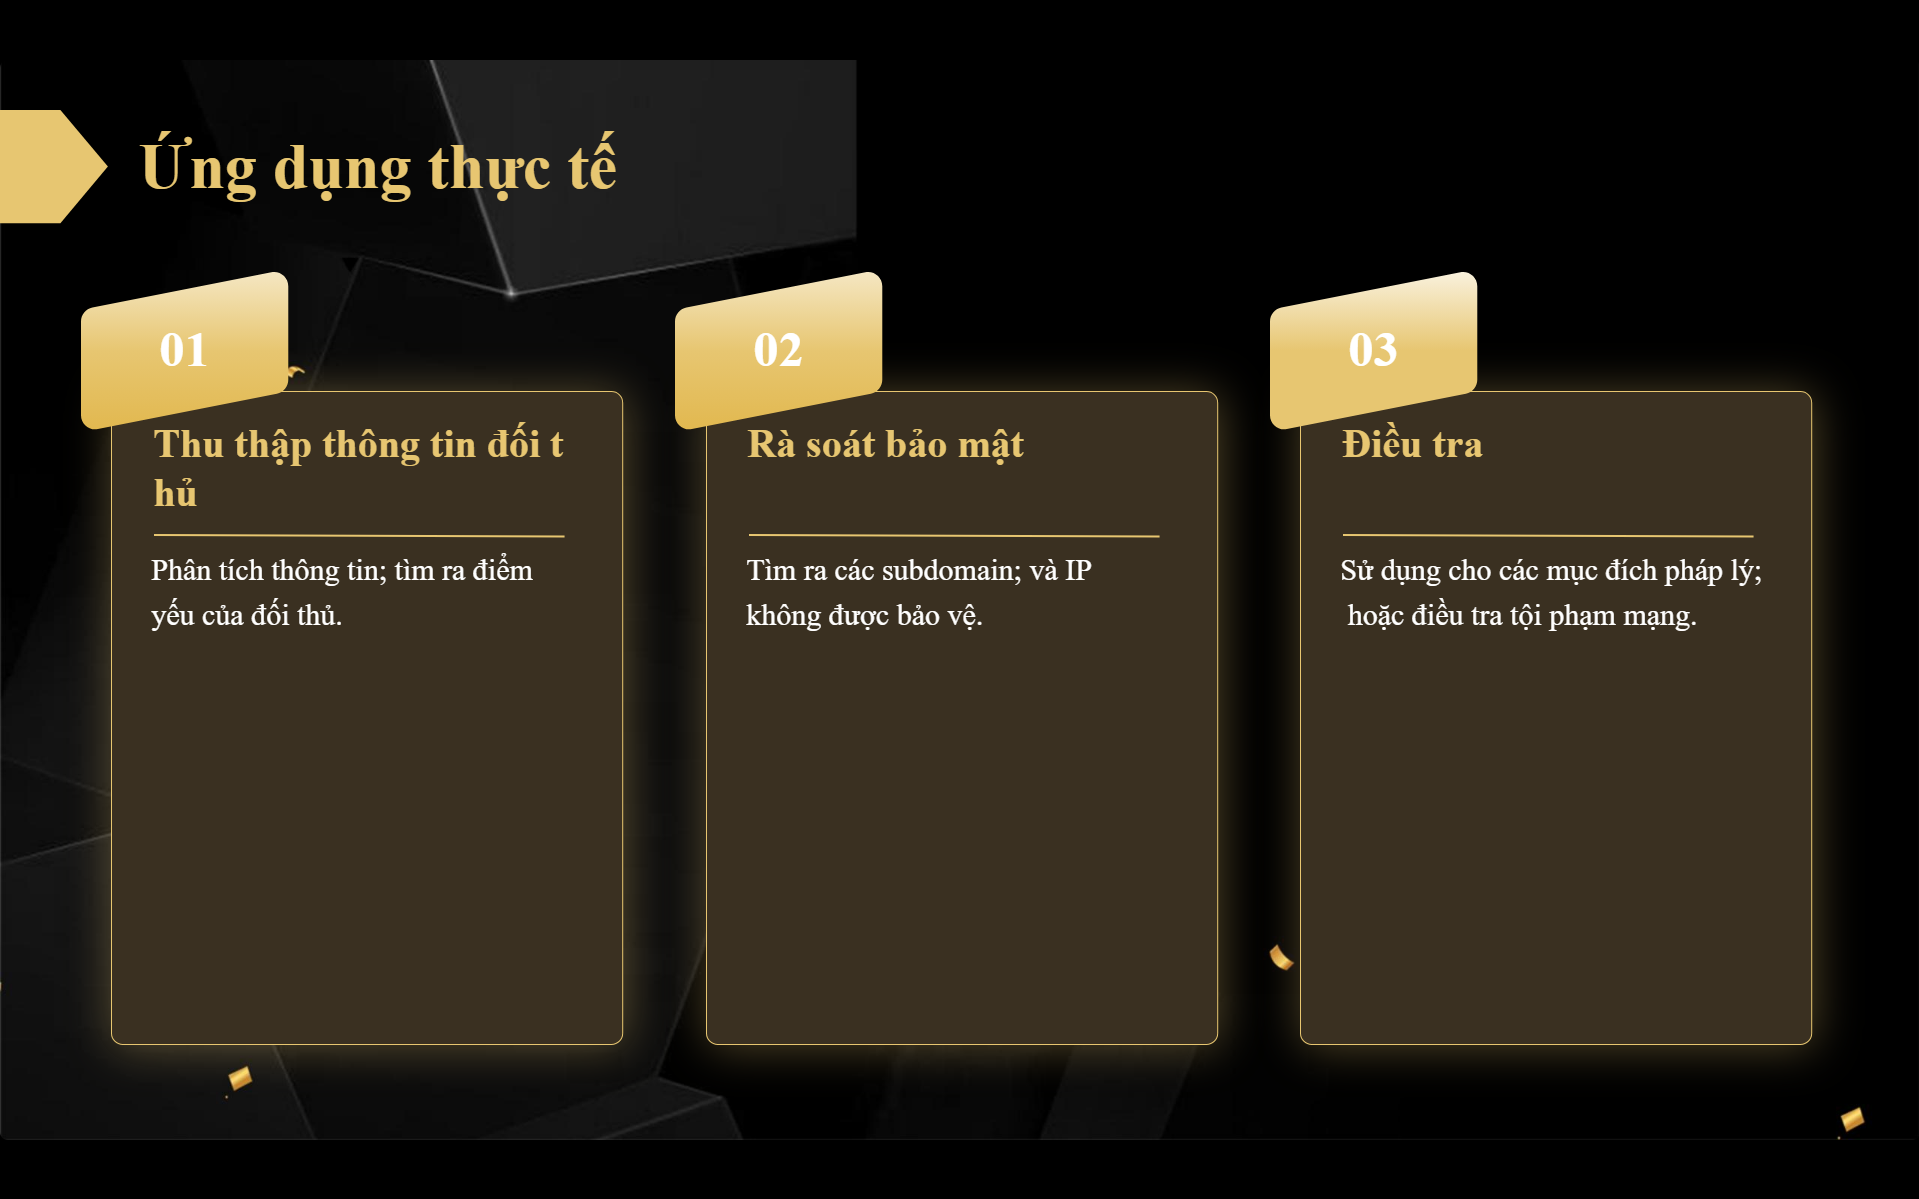 Ứng dụng thực tế
01
Thu thập thông tin đối t
hủ
Phân tích thông tin; tìm ra điểm
yếu của đối thủ.
02
Rà soát bảo mật
Tìm ra các subdomain; và IP
không được bảo vệ.
03
Điều tra
Sử dụng cho các mục đích pháp lý;
hoặc điều tra tội phạm mạng.